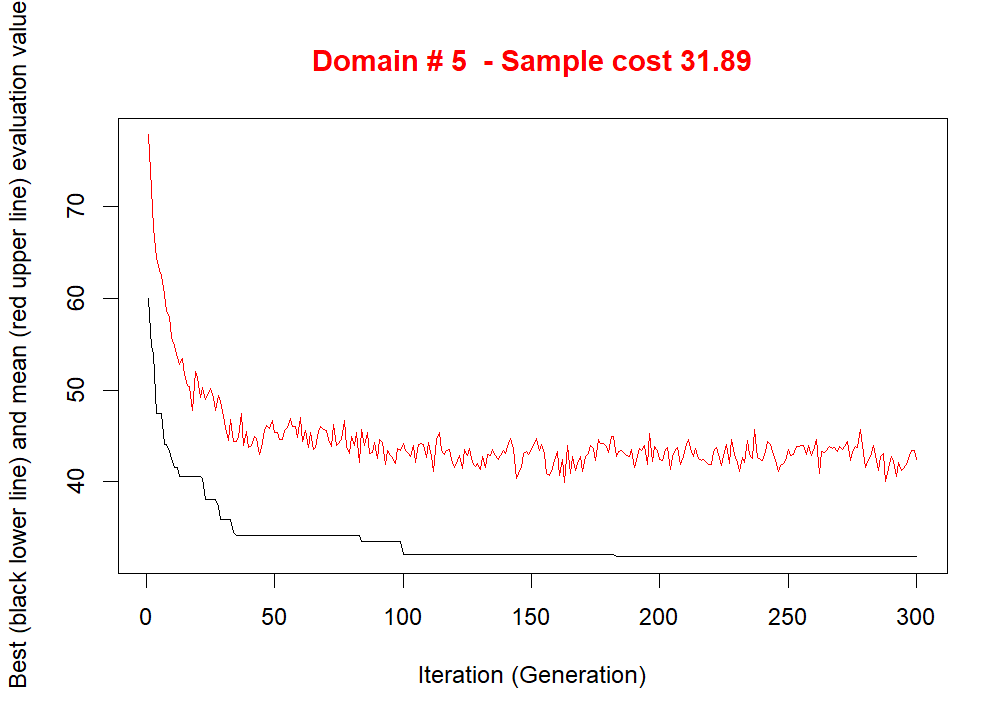 Domain # 5  - Sample cost 31.89
Best (black lower line) and mean (red upper line) evaluation value
70
60
50
40
0 50 100 150 200 250 300
Iteration (Generation)